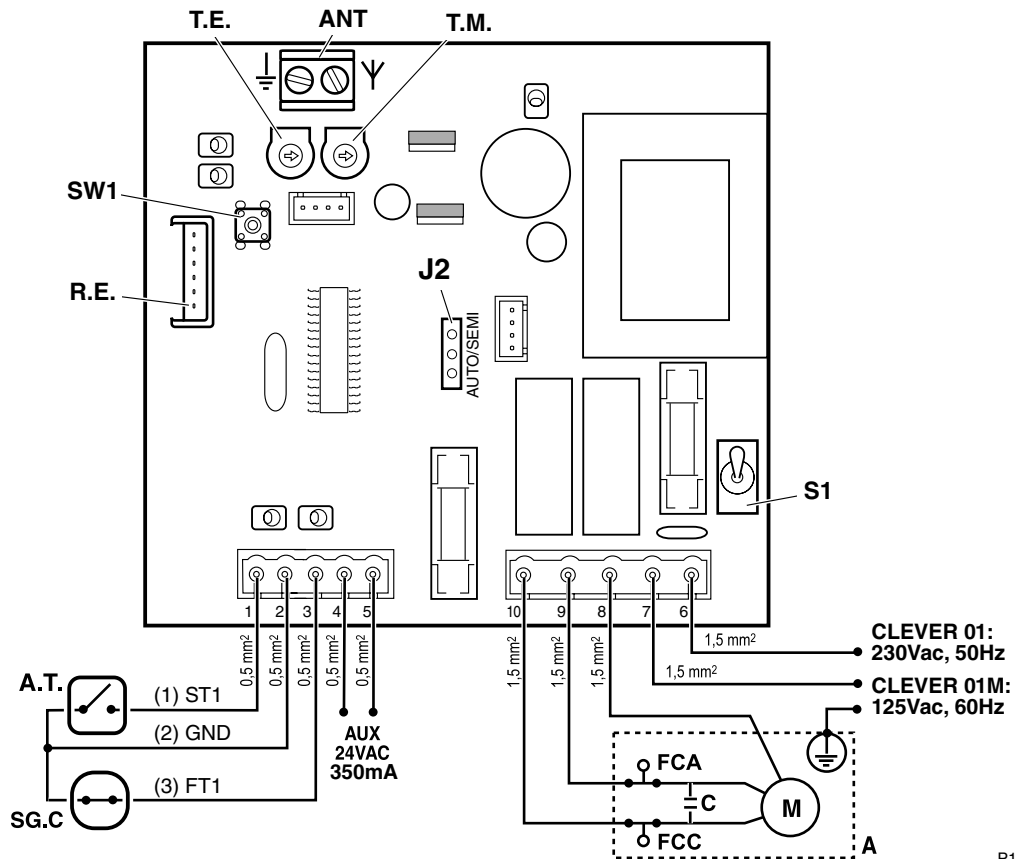 T.E.
ANT
T.M.
SW1
R.E.
J2
AUTO/SEMI
S1
1 2 3 4 5
10 9 8 7 6
0,5 mm²
0,5 mm²
0,5 mm²
0,5 mm²
0,5 mm²
1,5 mm²
1,5 mm²
1,5 mm²
1,5 mm²
1,5 mm²
CLEVER 01:
230Vac, 50Hz
CLEVER 01M:
125Vac, 60Hz
A.T.
(1) ST1
(2) GND
(3) FT1
SG.C
AUX
24VAC
350mA
FCA
C
M
FCC
A